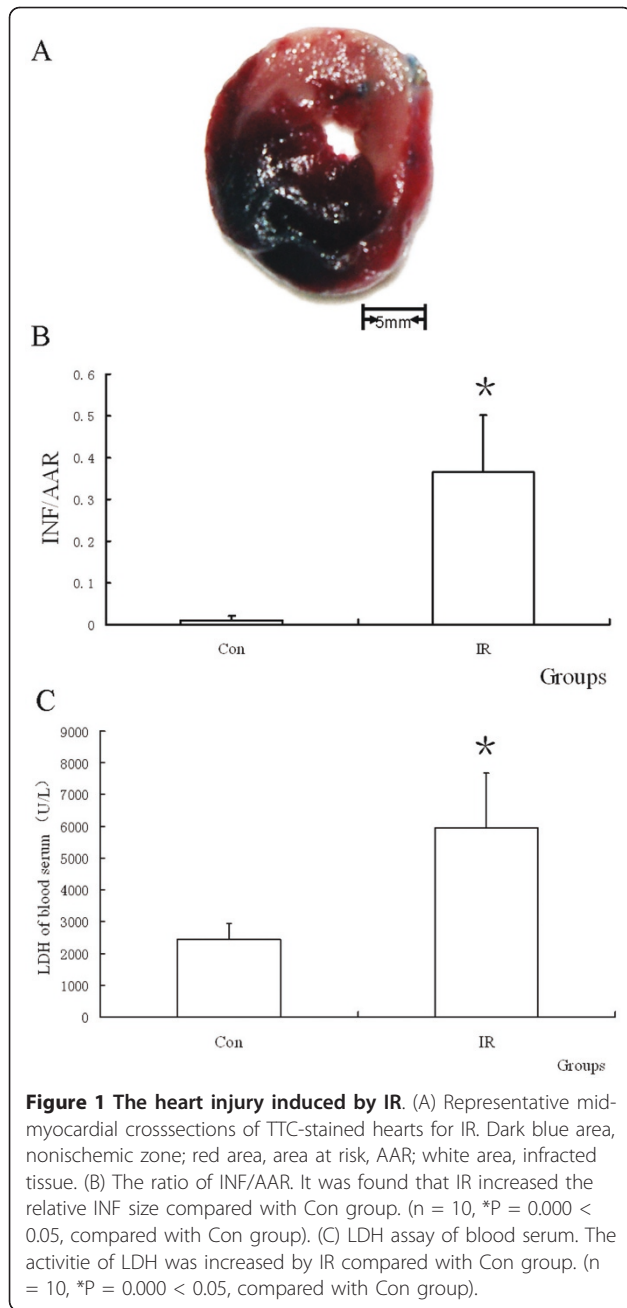 A
5mm
B
0.6
0.5
0.4
0.3
0.2
0.1
0
INF/AAR
*
Con
IR
Groups
C
9000
8000
7000
6000
5000
4000
3000
2000
1000
0
LDH of blood serum (U/L)
*
Con
IR
Groups
Figure 1 The heart injury induced by IR. (A) Representative mid-
myocardial crosssections of TTC-stained hearts for IR. Dark blue area,
nonischemic zone; red area, area at risk, AAR; white area, infracted
tissue. (B) The ratio of INF/AAR. It was found that IR increased the
relative INF size compared with Con group. (n = 10, *P = 0.000 <
0.05, compared with Con group). (C) LDH assay of blood serum. The
activitie of LDH was increased by IR compared with Con group. (n
= 10, *P = 0.000 < 0.05, compared with Con group).